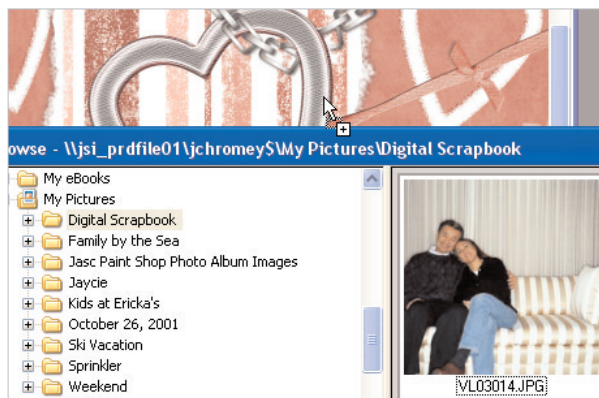 owse - \\jsi_prdfile01\jchromey$\My Pictures\Digital Scrapbook
My eBooks
My Pictures
Digital Scrapbook
Family by the Sea
Jasc Paint Shop Photo Album Images
Jaycie
Kids at Ericka's
October 26, 2001
Ski Vacation
Sprinkler
Weekend
VL03014.JPG